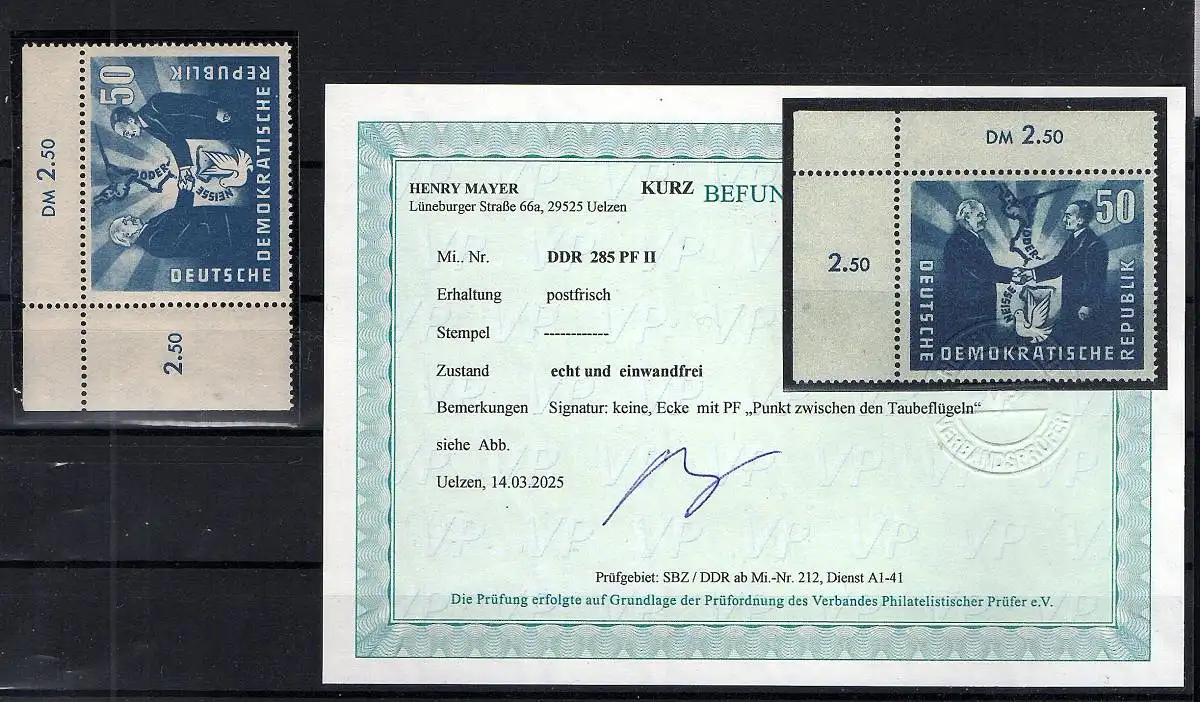 DM 2.50
2.50
50
ODER
NEISSE
DEUTSCHE
DEMOKRATISCHE
REPUBLIK
HENRY MAYER
Lüneburger Straße 66a, 29525 Uelzen
KURZ BEFUN
Mi.. Nr. DDR 285 PF II
Erhaltung postfrisch
Stempel ------------
Zustand echt und einwandfrei
Bemerkungen Signatur: keine, Ecke mit PF „Punkt zwischen den Taubeflügeln“
siehe Abb.
Uelzen, 14.03.2025
Prüfgebiet: SBZ / DDR ab Mi.-Nr. 212, Dienst A1-41
Die Prüfung erfolgte auf Grundlage der Prüfordnung des Verbandes Philatelistischer Prüfer e.V.
DM 2.50
2.50
50
ODER
NEISSE
DEUTSCHE
DEMOKRATISCHE
REPUBLIK
VERBANDSPRÜFER
VP